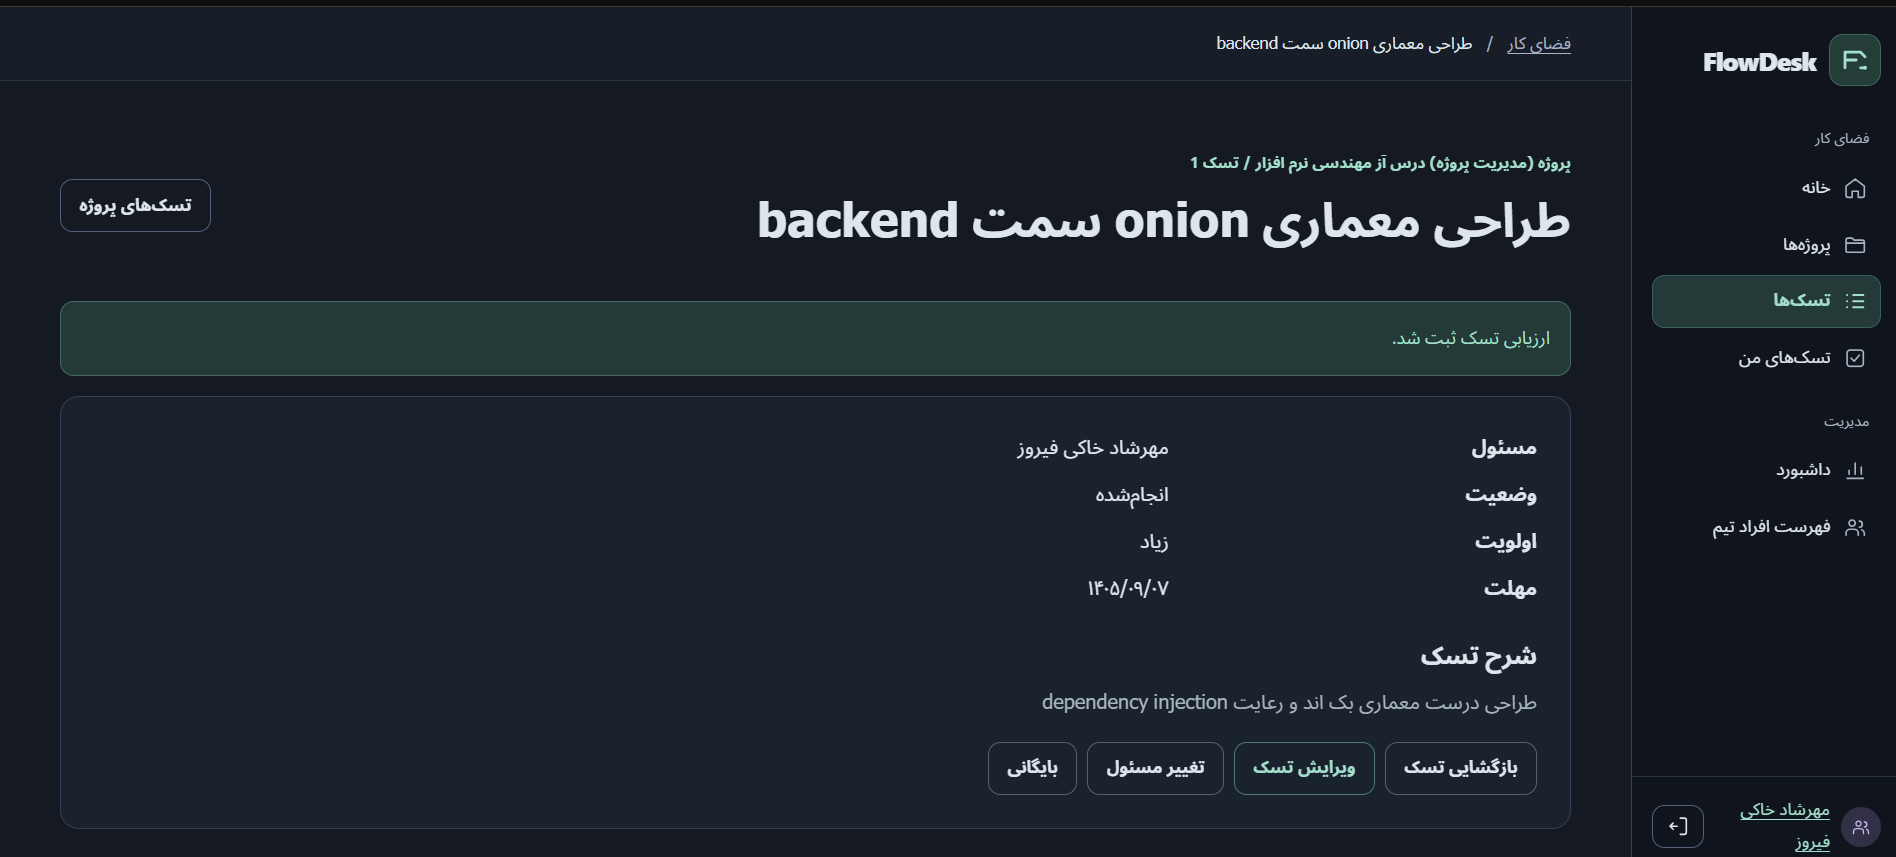 FlowDesk
فضای کار
خانه
پروژه‌ها
تسک‌ها
تسک‌های من
مدیریت
داشبورد
فهرست افراد تیم
مهرشاد خاکی
فیروز
فضای کار / طراحی معماری onion سمت backend
پروژه (مدیریت پروژه) درس آز مهندسی نرم افزار / تسک 1
طراحی معماری onion سمت backend
تسک‌های پروژه
ارزیابی تسک ثبت شد.
مسئول مهرشاد خاکی فیروز
وضعیت انجام‌شده
اولویت زیاد
مهلت ۱۴۰۵/۰۹/۰۷
شرح تسک
طراحی درست معماری بک اند و رعایت dependency injection
بازگشایی تسک ویرایش تسک تغییر مسئول بایگانی